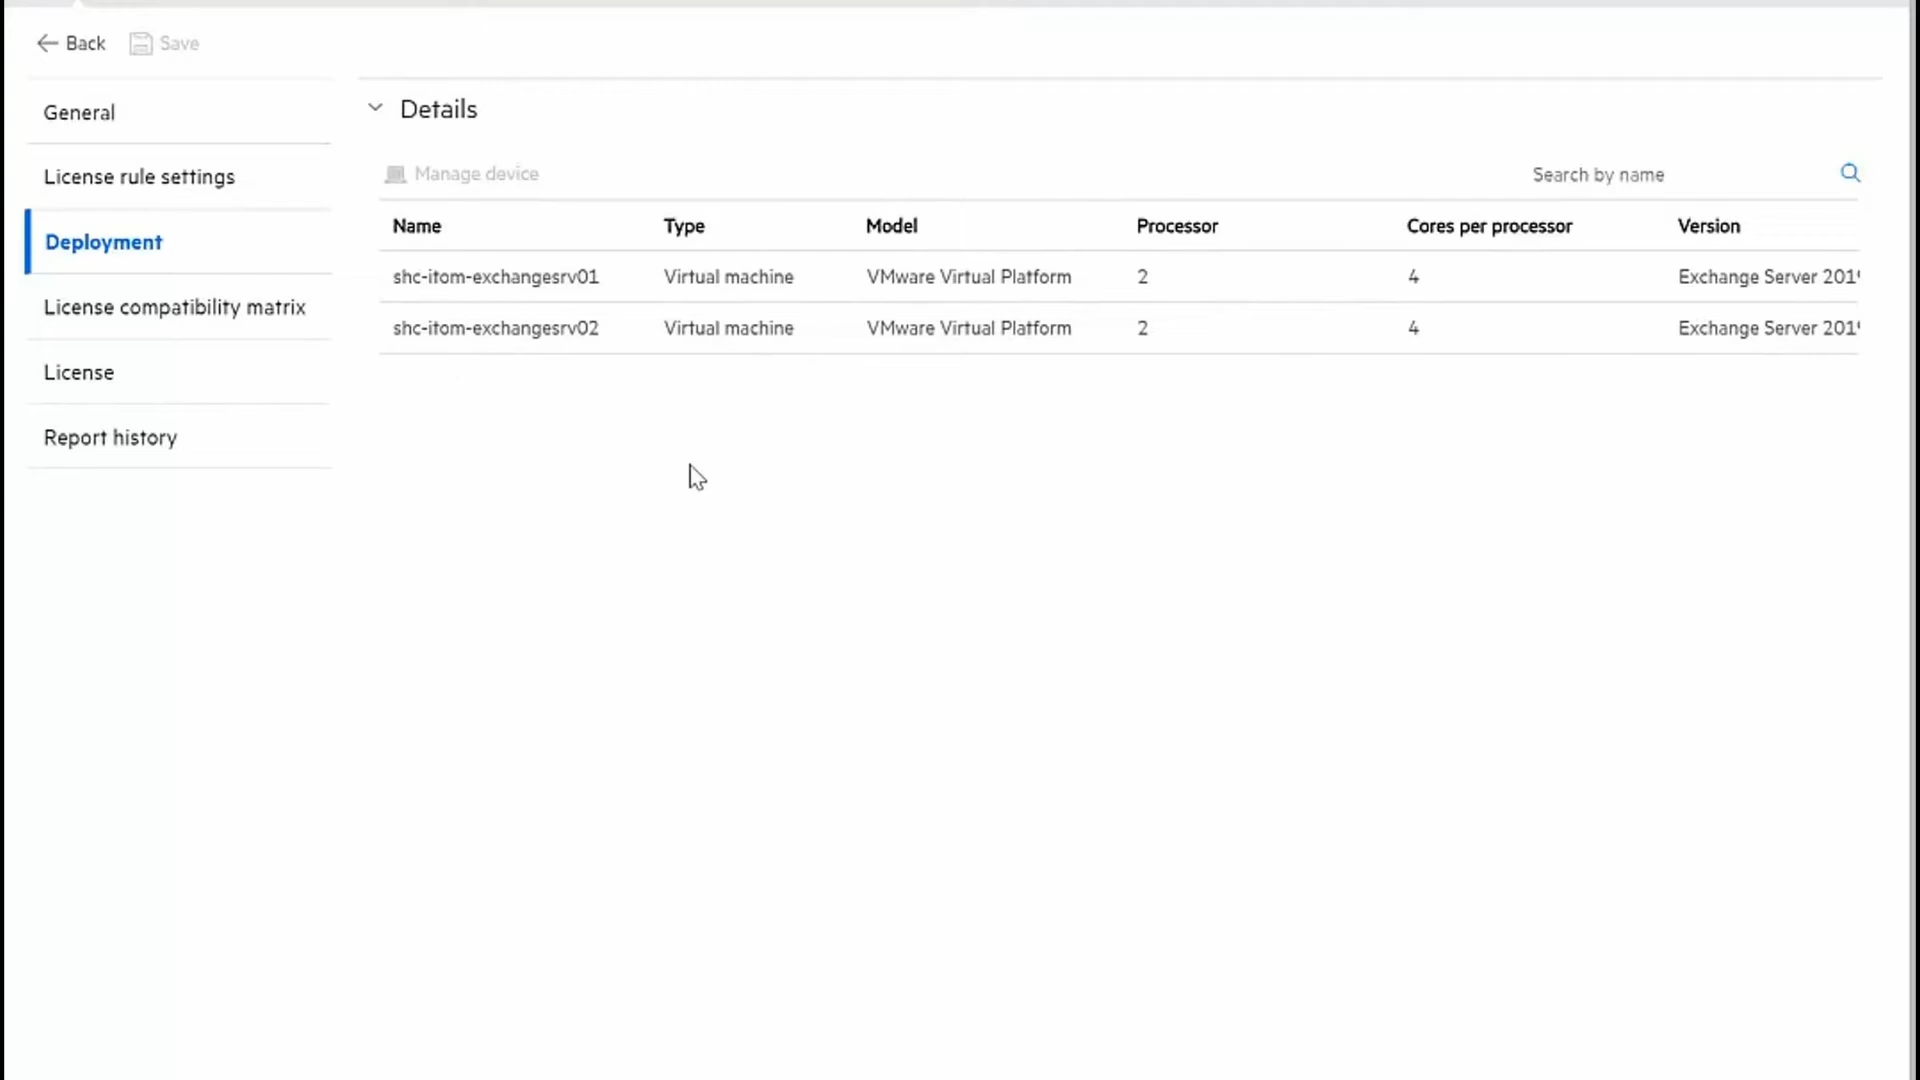 Back Save
General
License rule settings
Deployment
License compatibility matrix
License
Report history
Details
Manage device Search by name
Name Type Model Processor Cores per processor Version
shc-itom-exchangesrv01 Virtual machine VMware Virtual Platform 2 4 Exchange Server
shc-itom-exchangesrv02 Virtual machine VMware Virtual Platform 2 4 Exchange Server